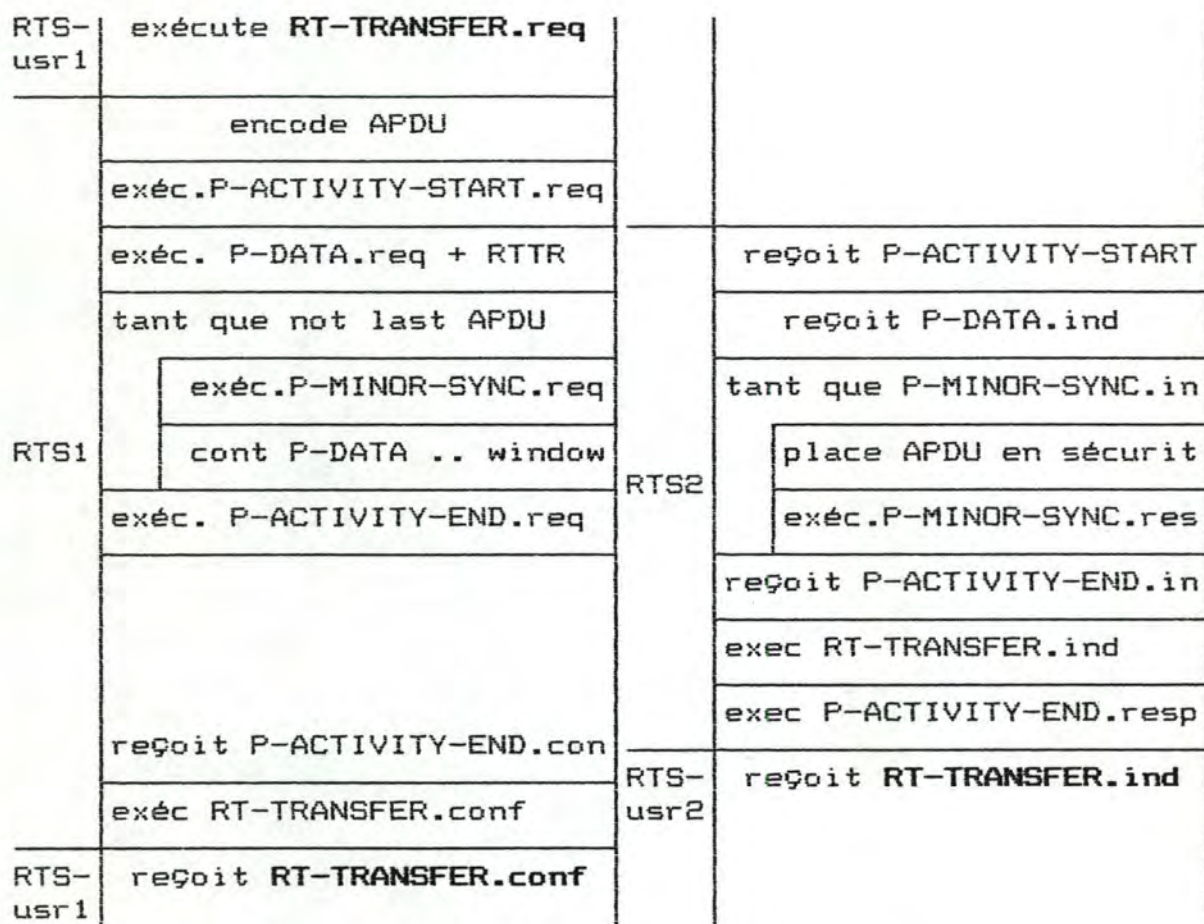 RTS-
usr1
exécute RT-TRANSFER.req
encode APDU
exéc.P-ACTIVITY-START.req
exéc. P-DATA.req + RTTR
tant que not last APDU
exéc.P-MINOR-SYNC.req
RTS1
cont P-DATA .. window
exéc. P-ACTIVITY-END.req
reçoit P-ACTIVITY-END.con
exéc RT-TRANSFER.conf
RTS-
usr1
reçoit RT-TRANSFER.conf
reçoit P-ACTIVITY-START
reçoit P-DATA.ind
tant que P-MINOR-SYNC.in
RTS2
place APDU en sécurit
exéc.P-MINOR-SYNC.res
reçoit P-ACTIVITY-END.in
exec RT-TRANSFER.ind
exec P-ACTIVITY-END.resp
RTS-
usr2
reçoit RT-TRANSFER.ind